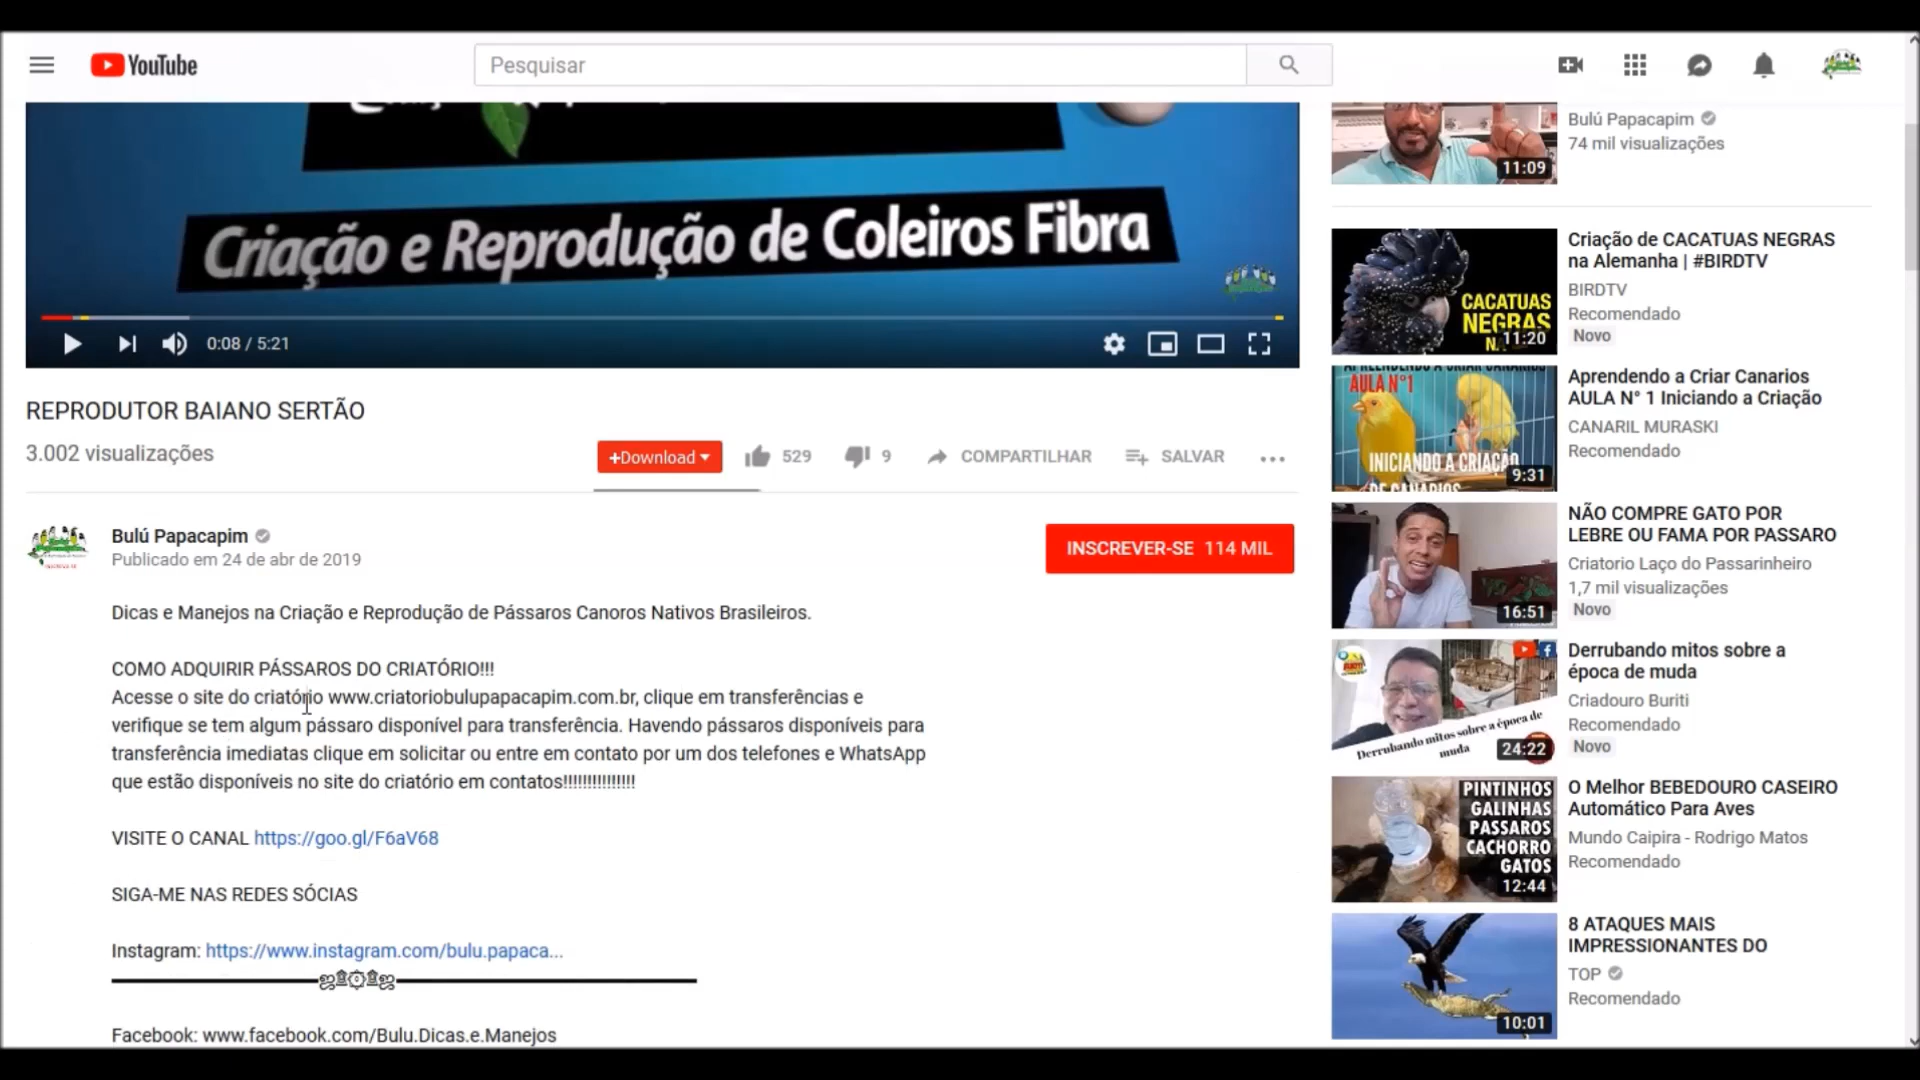 YouTube
Pesquisar
Criação e Reprodução de Coleiros Fibra
0:08 / 5:21
REPRODUTOR BAIANO SERTÃO
3.002 visualizações
+Download
529
9
COMPARTILHAR
SALVAR
Bulú Papacapim
Publicado em 24 de abr de 2019
INSCREVER-SE 114 MIL
Dicas e Manejos na Criação e Reprodução de Pássaros Canoros Nativos Brasileiros.
COMO ADQUIRIR PÁSSAROS DO CRIATÓRIO!!!
Acesse o site do criatório www.criatoriobulupapacapim.com.br, clique em transferências e
verifique se tem algum pássaro disponível para transferência. Havendo pássaros disponíveis para
transferência imediatas clique em solicitar ou entre em contato por um dos telefones e WhatsApp
que estão disponíveis no site do criatório em contatos!!!!!!!!!!!!!!!
VISITE O CANAL https://goo.gl/F6aV68
SIGA-ME NAS REDES SÓCIAS
Instagram: https://www.instagram.com/bulu.papaca...
Facebook: www.facebook.com/Bulu.Dicas.e.Manejos
11:09
Bulú Papacapim
74 mil visualizações
CACATUAS
NEGRAS
11:20
Criação de CACATUAS NEGRAS
na Alemanha | #BIRDTV
BIRDTV
Recomendado
Novo
APRENDENDO A CRIAR CANARIOS
AULA N°1
INICIANDO A CRIAÇÃO
DE CANARIOS
9:31
Aprendendo a Criar Canarios
AULA N° 1 Iniciando a Criação
CANARIL MURASKI
Recomendado
16:51
NÃO COMPRE GATO POR
LEBRE OU FAMA POR PASSARO
Criatorio Laço do Passarinheiro
1,7 mil visualizações
Novo
Derrubando mitos sobre a época de
muda
24:22
Derrubando mitos sobre a
época de muda
Criadouro Buriti
Recomendado
Novo
PINTINHOS
GALINHAS
PASSAROS
CACHORRO
GATOS
12:44
O Melhor BEBEDOURO CASEIRO
Automático Para Aves
Mundo Caipira - Rodrigo Matos
Recomendado
10:01
8 ATAQUES MAIS
IMPRESSIONANTES DO
TOP
Recomendado